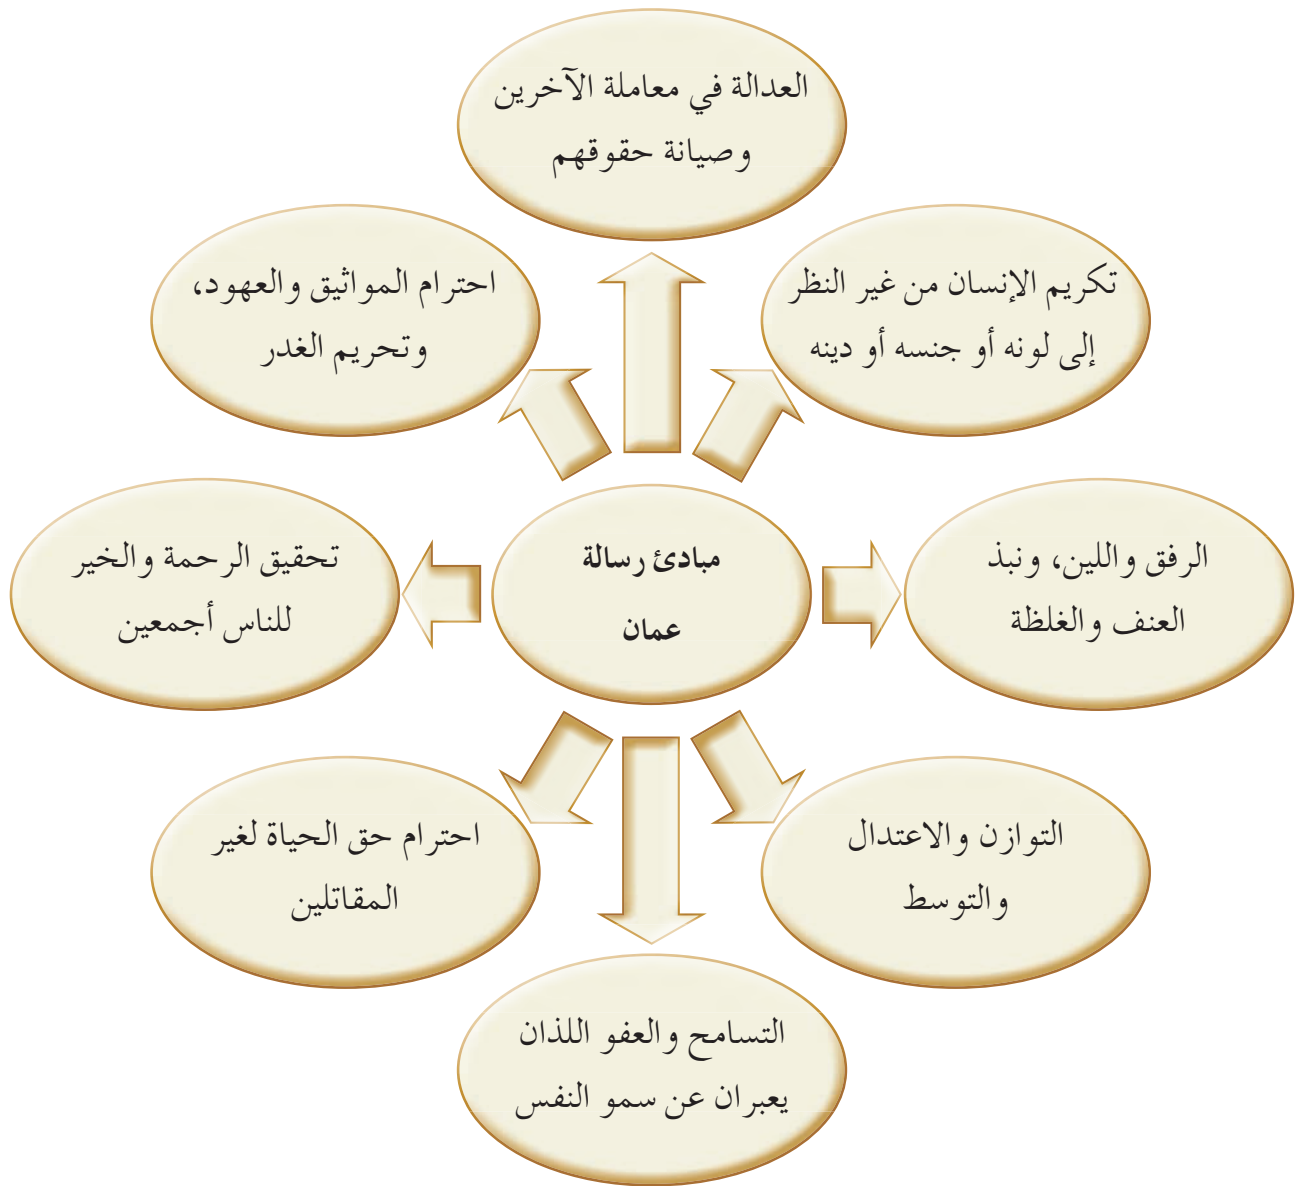 العدالة في معاملة الآخرين
وصيانة حقوقهم
تكريم الإنسان من غير النظر
إلى لونه أو جنسه أو دينه
احترام المواثيق والعهود،
وتحريم الغدر
الرفق واللين، ونبذ
العنف والغلظة
مبادئ رسالة
عمان
تحقيق الرحمة والخير
للناس أجمعين
التوازن والاعتدال
والتوسط
احترام حق الحياة لغير
المقاتلين
التسامح والعفو اللذان
يعبران عن سمو النفس